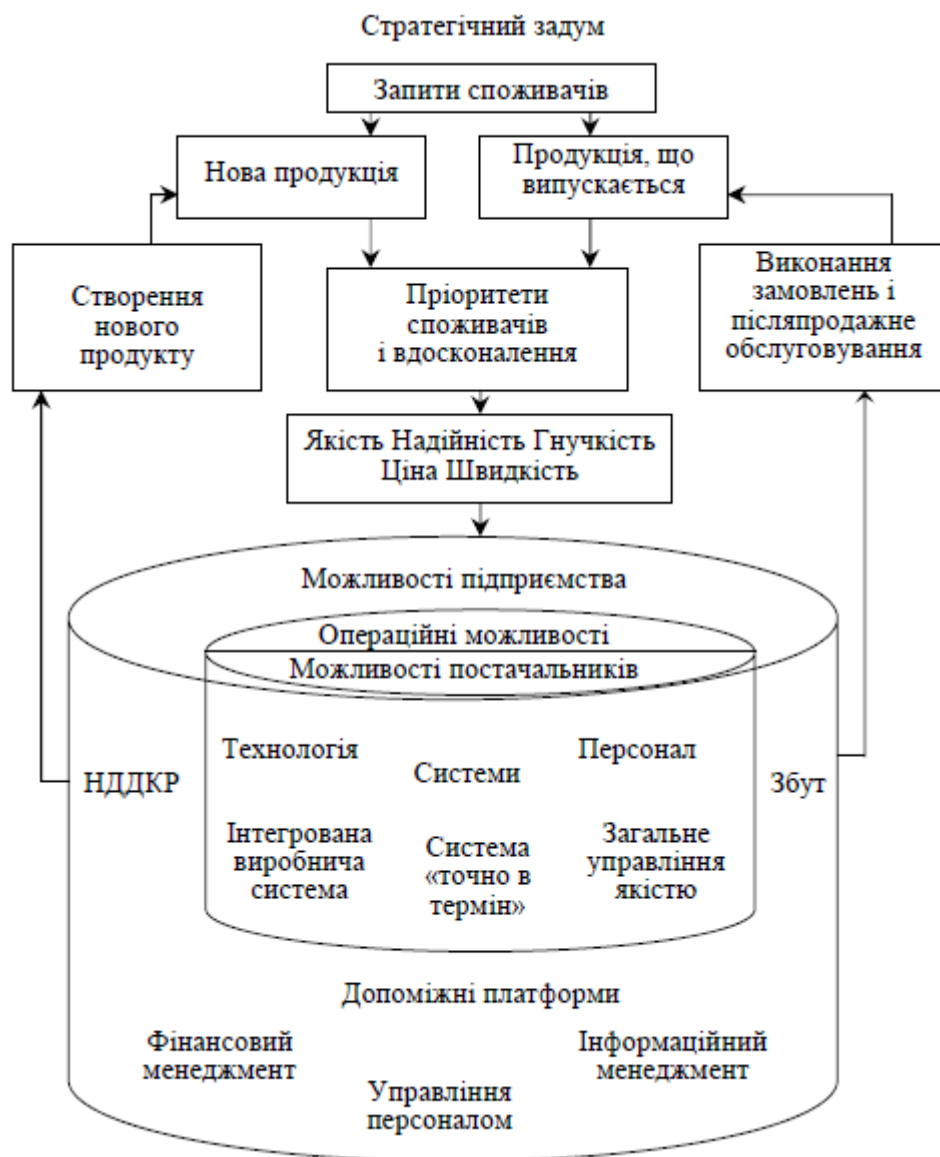 Стратегічний задум
Запити споживачів
Нова продукція
Продукція, що
випускається
Створення
нового
продукту
Пріоритети
споживачів
і вдосконалення
Виконання
замовлень і
післяпродажне
обслуговування
Якість Надійність Гнучкість
Ціна Швидкість
Можливості підприємства
Операційні можливості
Можливості постачальників
Технологія
Системи
Персонал
НДДКР
Збут
Інтегрована
виробнича
система
Система
«точно в
термін»
Загальне
управління
якістю
Допоміжні платформи
Фінансовий
менеджмент
Управління
персоналом
Інформаційний
менеджмент